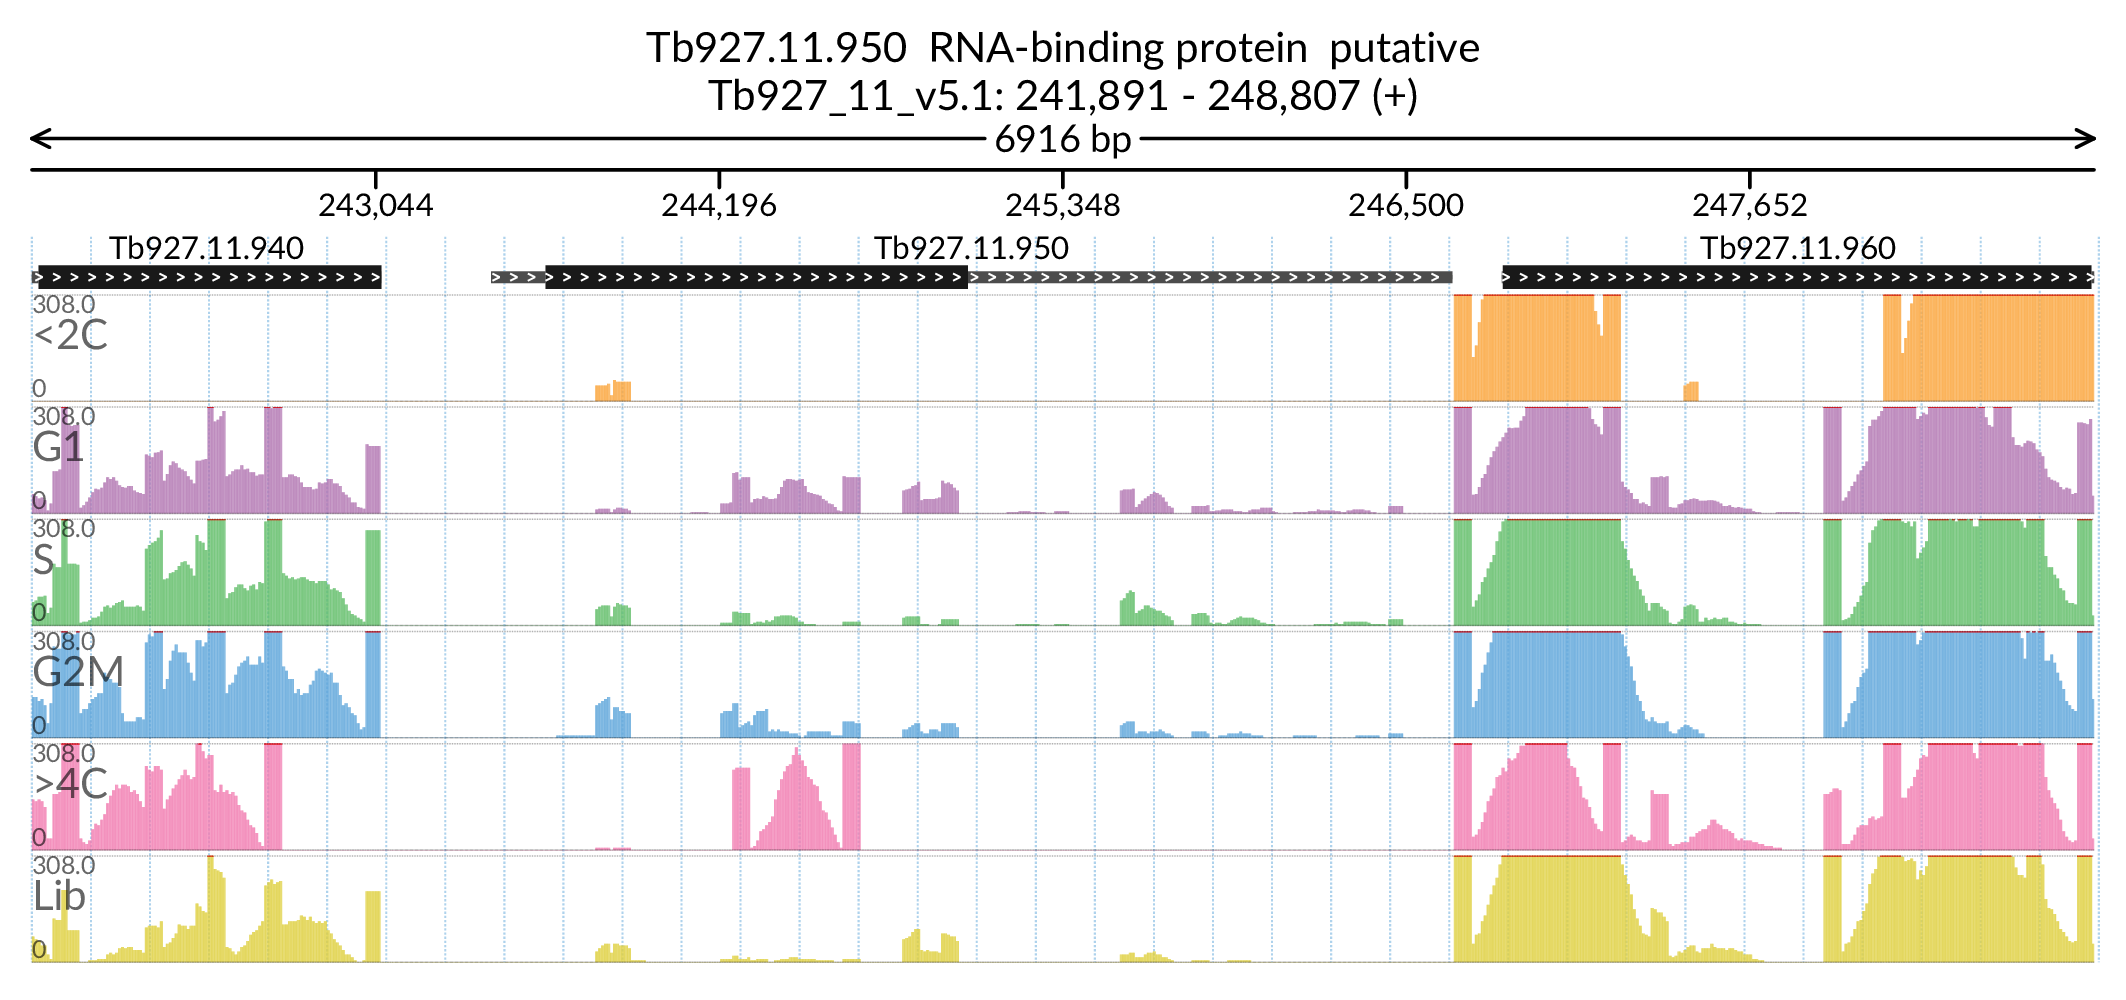 Tb927.11.950 RNA-binding protein putative
Tb927_11_v5.1: 241,891 - 248,807 (+)
6916 bp
243,044 244,196 245,348 246,500 247,652
Tb927.11.940 Tb927.11.950 Tb927.11.960
308.0
<2C
0
308.0
G1
0
308.0
S
0
308.0
G2M
0
308.0
>4C
0
308.0
Lib
0